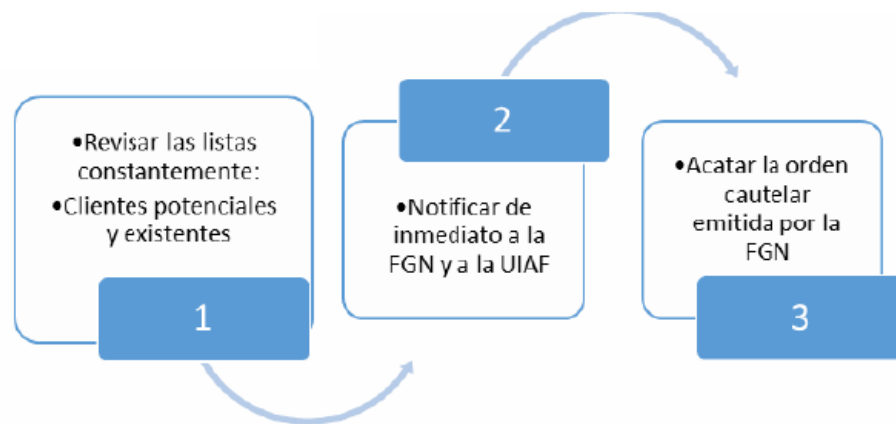 •Revisar las listas
constantemente:
•Clientes potenciales
y existentes
1
2
•Notificar de
inmediato a la
FGN y a la UIAF
•Acatar la orden
cautelar
emitida por la
FGN
3